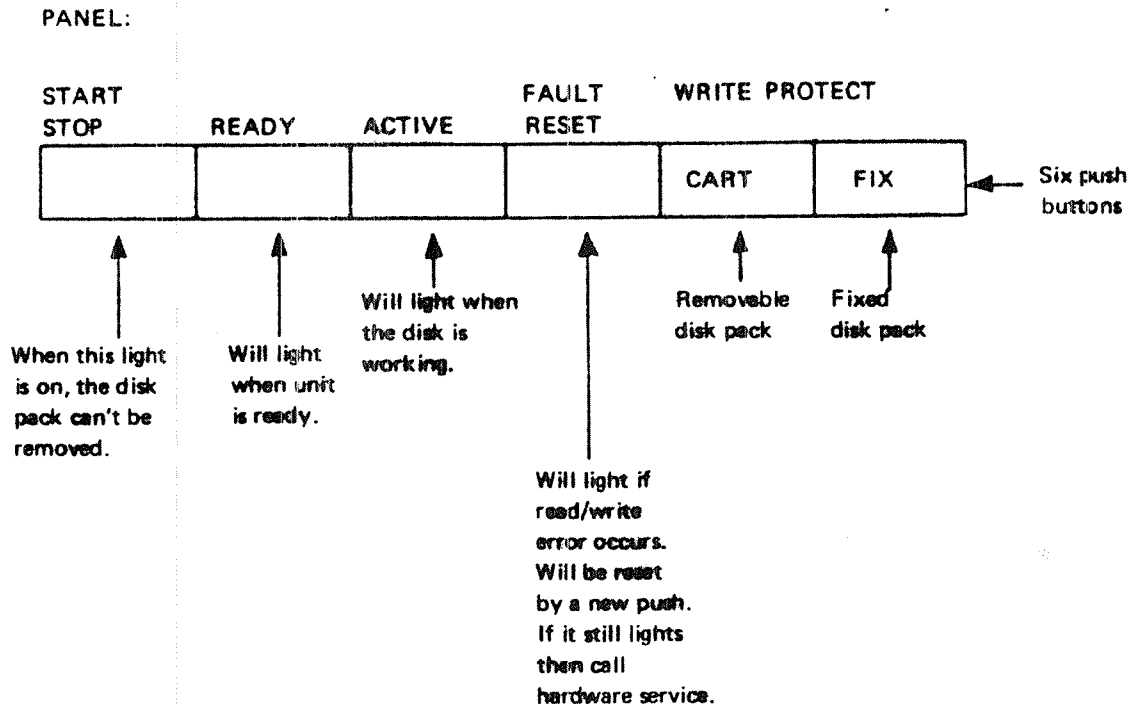 PANEL:
START
STOP
READY
ACTIVE
FAULT
RESET
WRITE PROTECT
CART
FIX
Six push
buttons
When this light
is on, the disk
pack can't be
removed.
Will light
when unit
is ready.
Will light when
the disk is
working.
Will light if
read/write
error occurs.
Will be reset
by a new push.
If it still lights
then call
hardware service.
Removable
disk pack
Fixed
disk pack